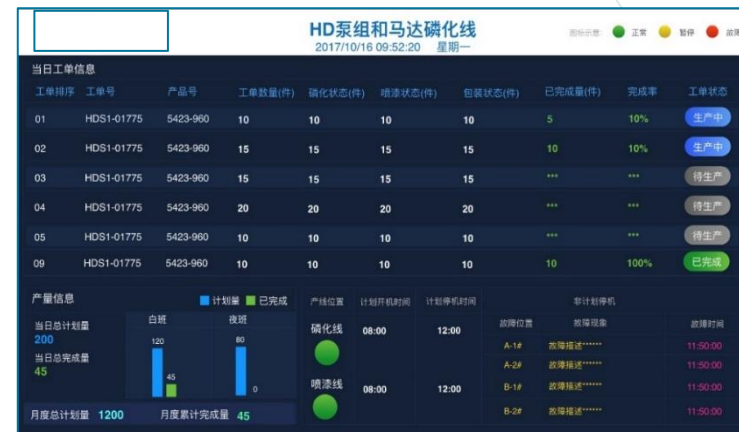 HD泵组和马达磷化线
2017/10/16 09:52:20 星期一
图标示意: 正常 暂停 故障
当日工单信息
工单排序 工单号 产品号 工单数量(件) 磷化状态(件) 喷漆状态(件) 包装状态(件) 已完成量(件) 完成率 工单状态
01 HDS1-01775 5423-960 10 10 10 10 5 10% 生产中
02 HDS1-01775 5423-960 15 15 15 15 10 10% 生产中
03 HDS1-01775 5423-960 15 15 15 15 *** *** 待生产
04 HDS1-01775 5423-960 20 20 20 20 *** *** 待生产
05 HDS1-01775 5423-960 10 10 10 10 *** *** 待生产
09 HDS1-01775 5423-960 10 10 10 10 10 100% 已完成
产量信息 计划量 已完成
当日总计划量
200
当日总完成量
45
白班 夜班
120 45 80 0
月度总计划量 1200 月度累计完成量 45
产线位置 计划开机时间 计划停机时间 非计划停机
故障位置 故障现象 故障时间
磷化线 08:00 12:00
A-1# 故障描述****** 11:50:00
A-2# 故障描述****** 11:50:00
喷漆线 08:00 12:00
B-1# 故障描述****** 11:50:00
B-2# 故障描述****** 11:50:00